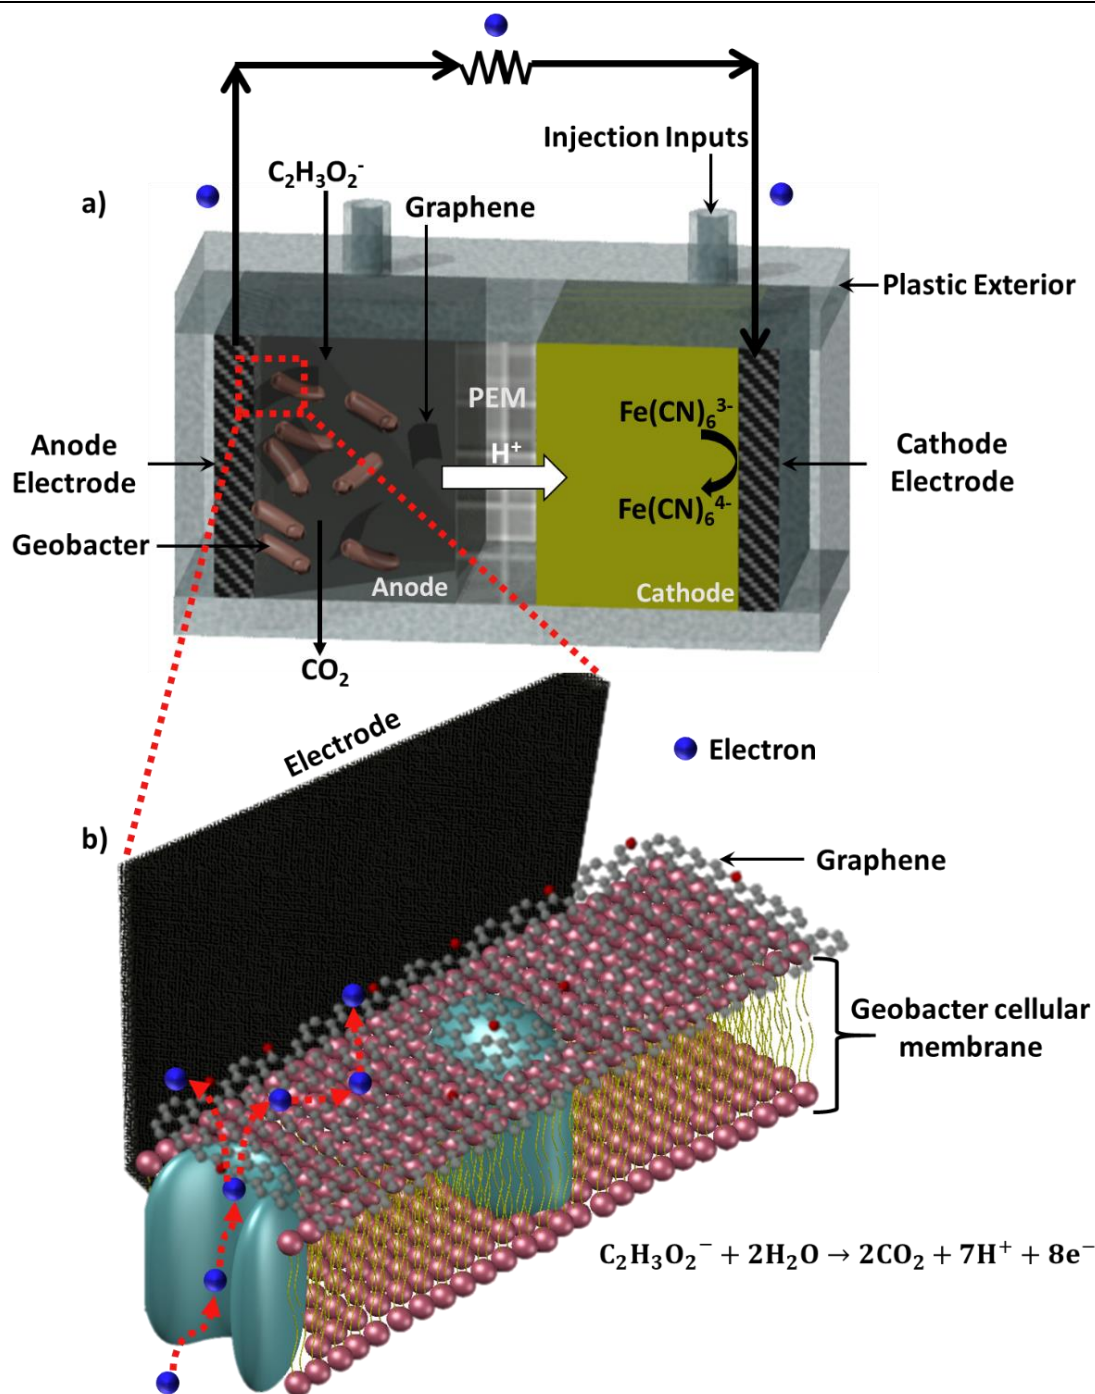 Injection Inputs
C₂H₃O₂⁻
a)
Graphene
Plastic Exterior
PEM
H⁺
Fe(CN)₆³⁻
Fe(CN)₆⁴⁻
Anode
Electrode
Cathode
Electrode
Geobacter
Anode
Cathode
CO₂
Electrode
Electron
b)
Graphene
Geobacter cellular
membrane
C₂H₃O₂⁻ + 2H₂O → 2CO₂ + 7H⁺ + 8e⁻